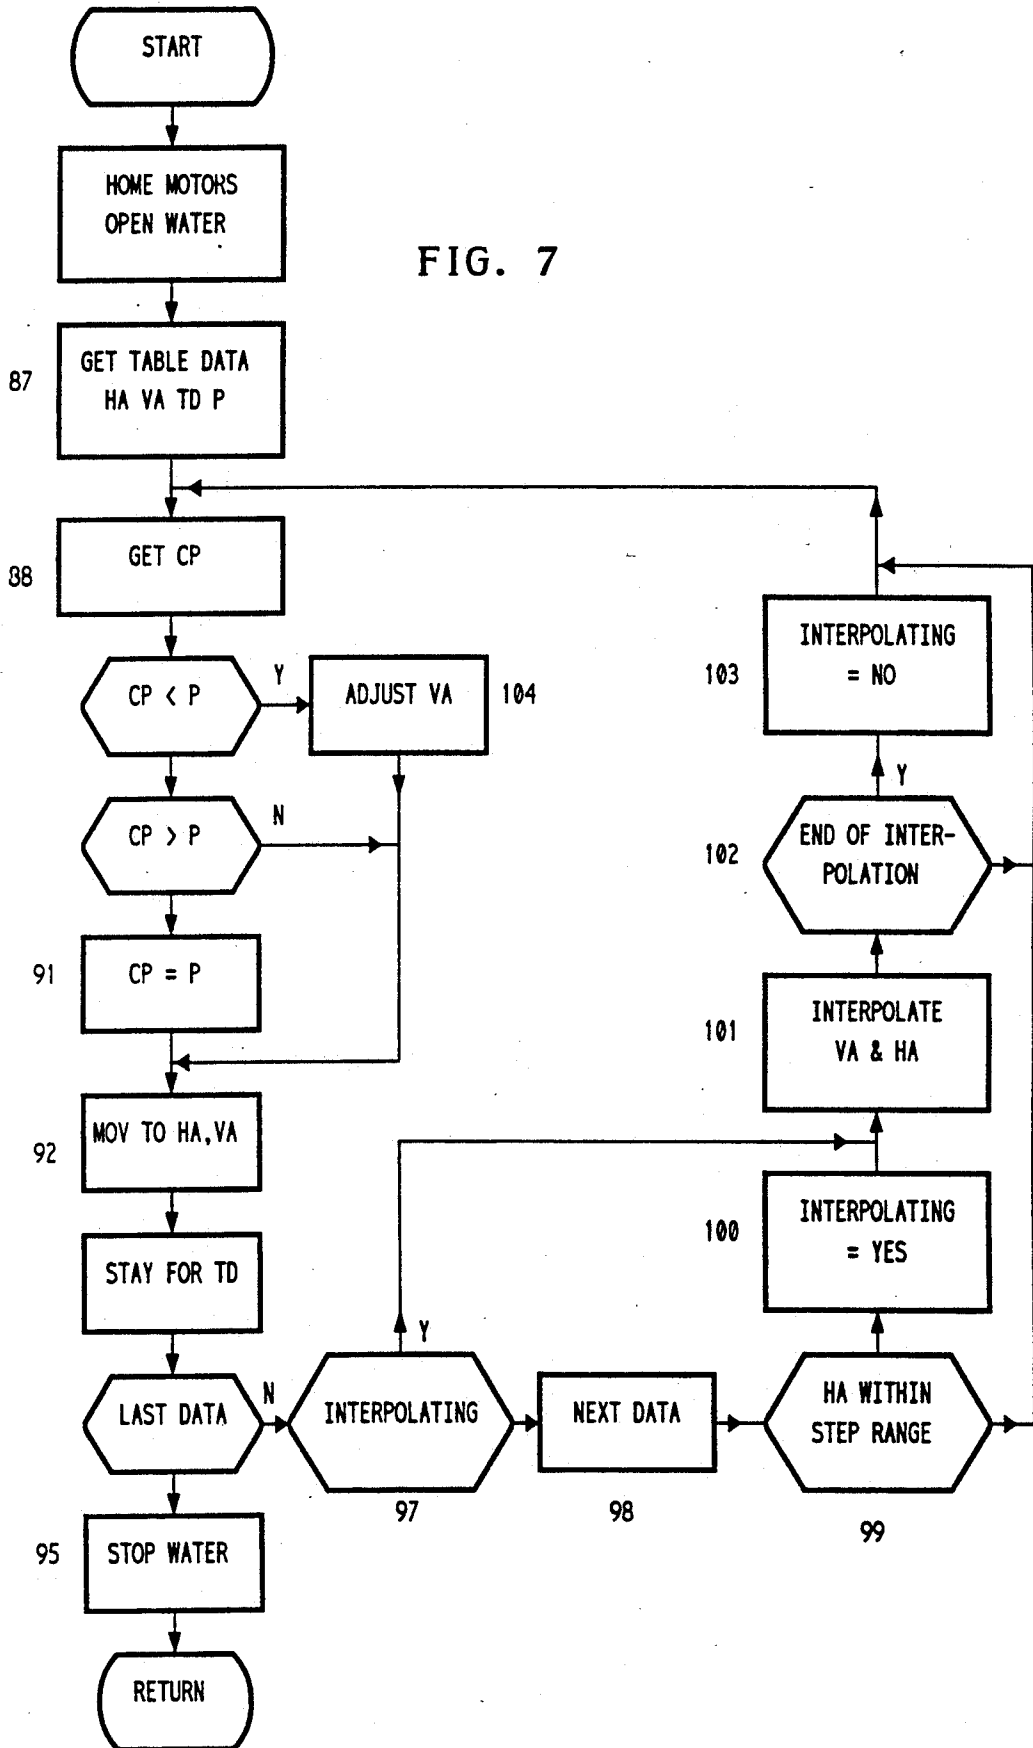 START
HOME MOTORS
OPEN WATER
FIG. 7
GET TABLE DATA
HA VA TD P
87
GET CP
88
CP < P
Y
ADJUST VA
104
CP > P
N
CP = P
91
MOV TO HA,VA
92
STAY FOR TD
LAST DATA
N
INTERPOLATING
Y
97
NEXT DATA
98
HA WITHIN
STEP RANGE
99
INTERPOLATING
= YES
100
INTERPOLATE
VA & HA
101
END OF INTER-
POLATION
102
Y
INTERPOLATING
= NO
103
STOP WATER
95
RETURN